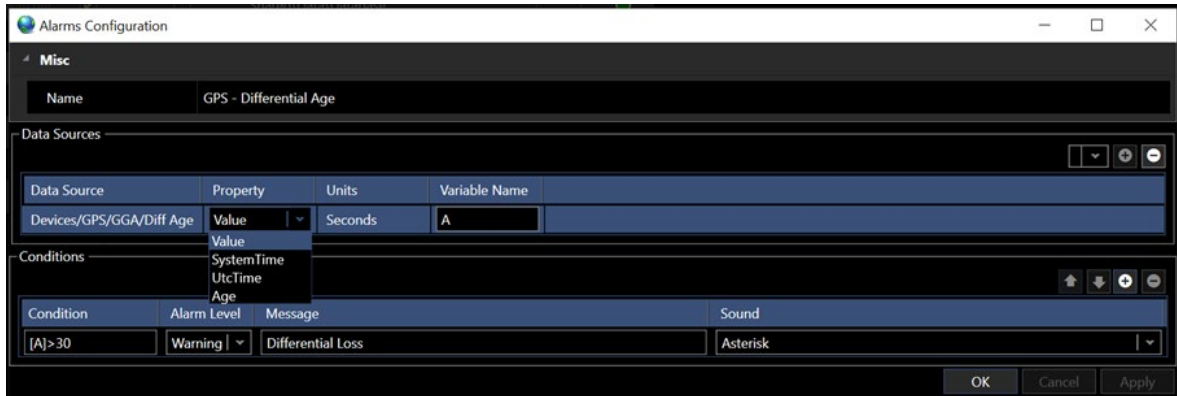 Alarms Configuration
Misc
Name GPS - Differential Age
Data Sources
Data Source Property Units Variable Name
Devices/GPS/GGA/Diff Age Value Seconds A
Value
SystemTime
UtcTime
Age
Conditions
Condition Alarm Level Message Sound
[A]>30 Warning Differential Loss Asterisk
OK Cancel Apply